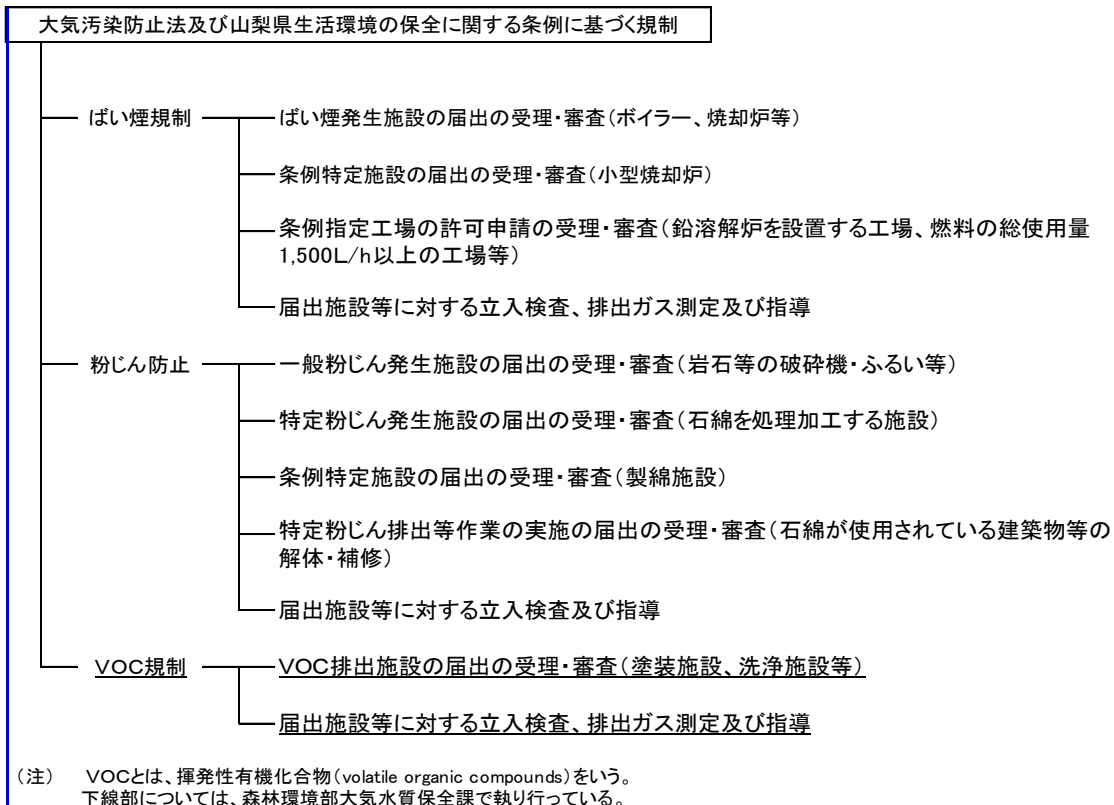 大気汚染防止法及び山梨県生活環境の保全に関する条例に基づく規制
ばい煙規制
ばい煙発生施設の届出の受理・審査(ボイラー、焼却炉等)
条例特定施設の届出の受理・審査(小型焼却炉)
条例指定工場の許可申請の受理・審査(鉛溶解炉を設置する工場、燃料の総使用量
1,500L/h以上の工場等)
届出施設等に対する立入検査、排出ガス測定及び指導
粉じん防止
一般粉じん発生施設の届出の受理・審査(岩石等の破砕機・ふるい等)
特定粉じん発生施設の届出の受理・審査(石綿を処理加工する施設)
条例特定施設の届出の受理・審査(製綿施設)
特定粉じん排出等作業の実施の届出の受理・審査(石綿が使用されている建築物等の
解体・補修)
届出施設等に対する立入検査及び指導
VOC規制
VOC排出施設の届出の受理・審査(塗装施設、洗浄施設等)
届出施設等に対する立入検査、排出ガス測定及び指導
(注) VOCとは、揮発性有機化合物(volatile organic compounds)をいう。
下線部については、森林環境部大気水質保全課で執り行っている。